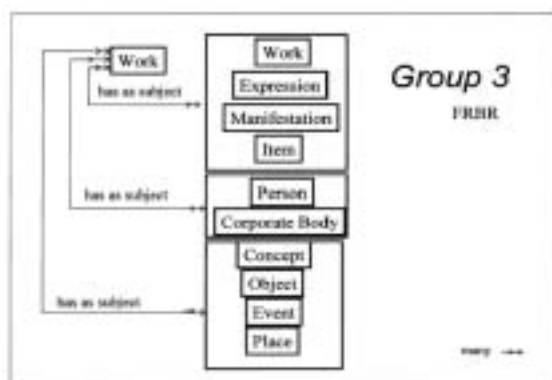 Work
Work
Expression
Manifestation
Item
has as subject
Group 3
FRBR
Person
Corporate Body
has as subject
Concept
Object
Event
Place
has as subject
many